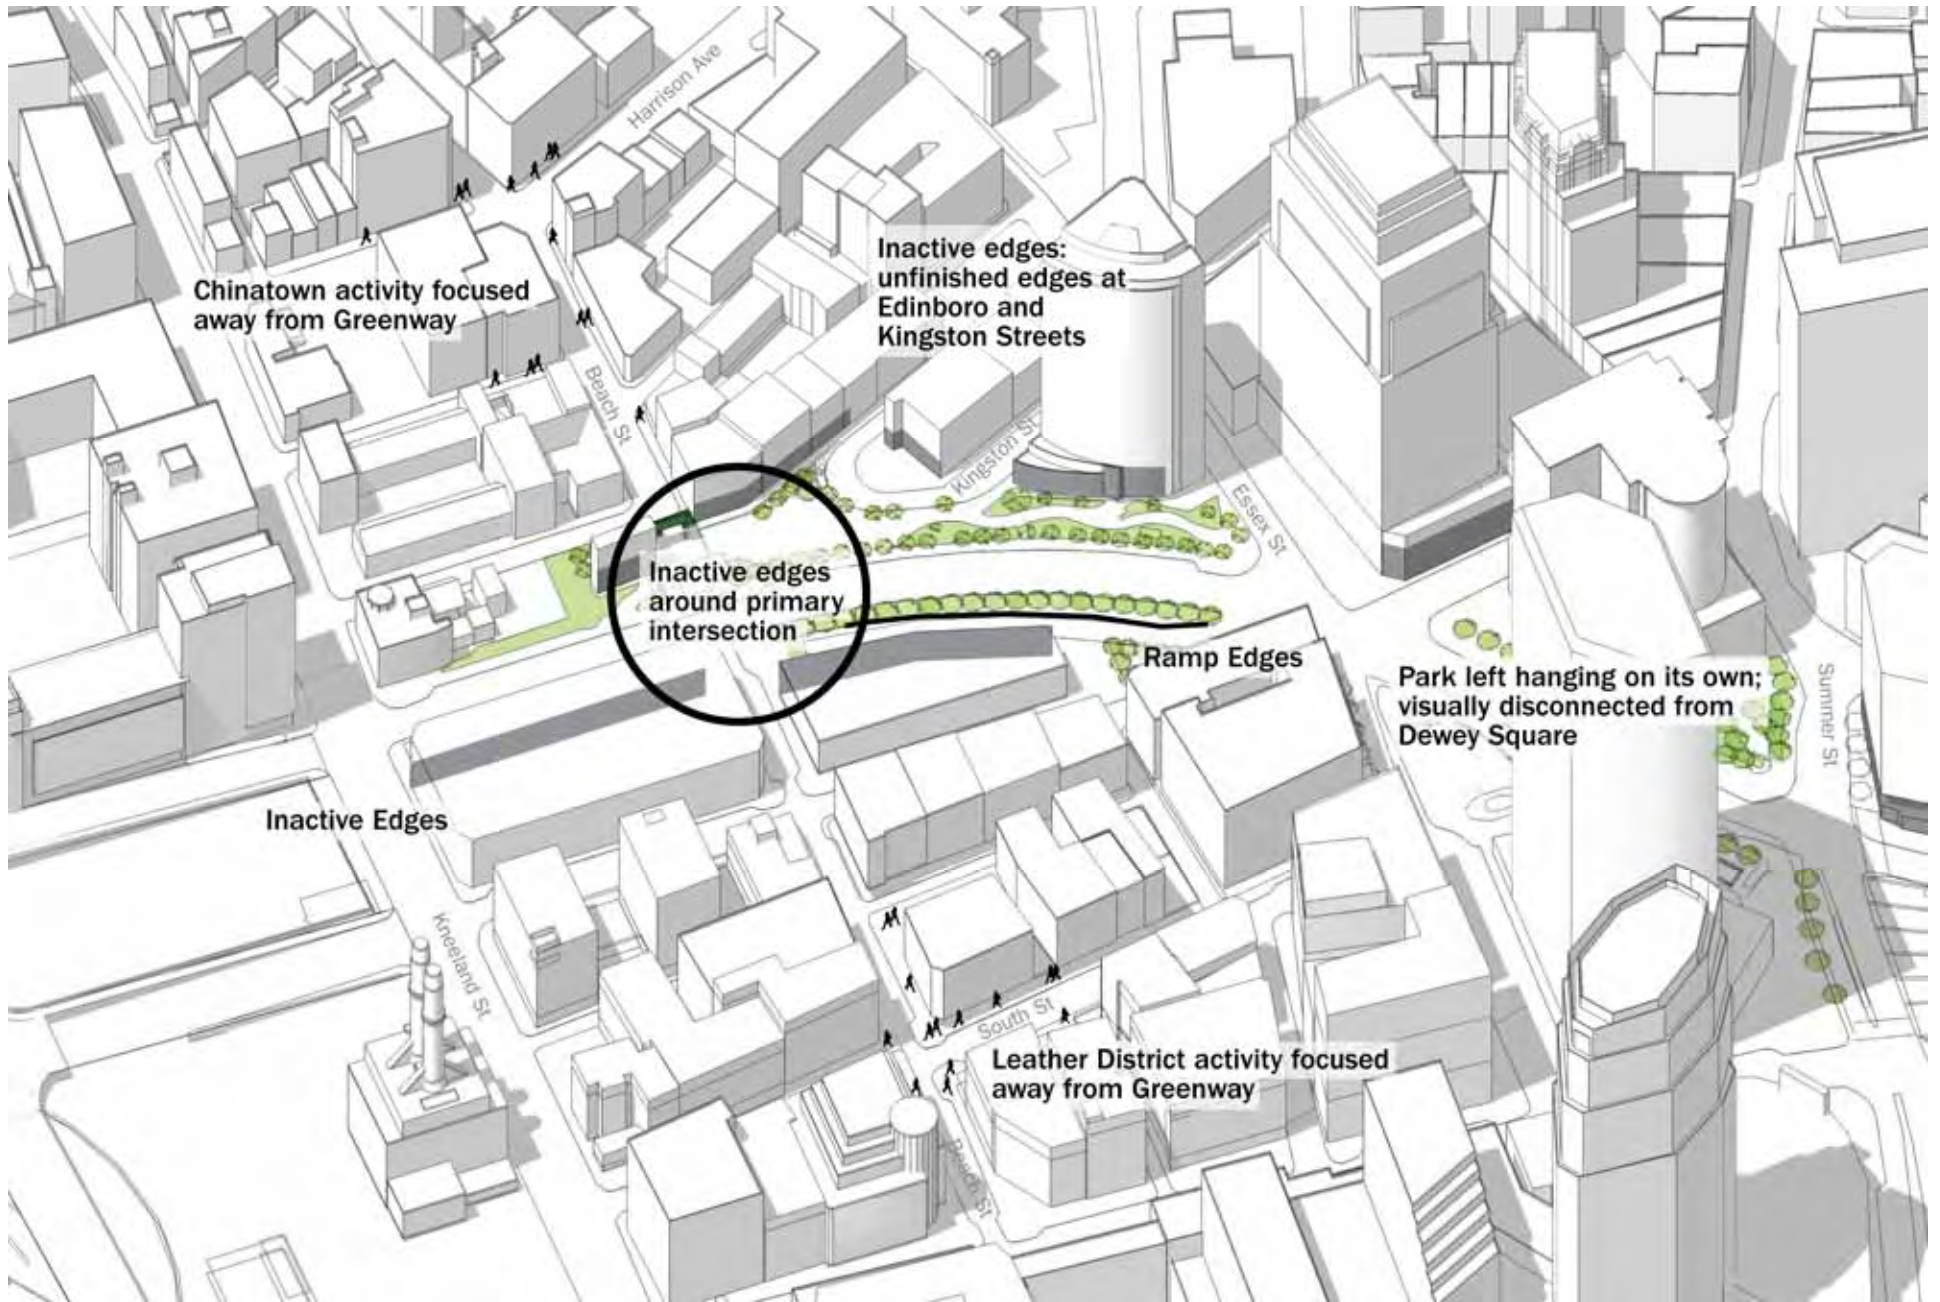 Harrison Ave
Inactive edges:
unfinished edges at
Edinboro and
Kingston Streets
Chinatown activity focused
away from Greenway
Beach St
Kingston St
Essex St
Inactive edges
around primary
intersection
Ramp Edges
Park left hanging on its own;
visually disconnected from
Dewey Square
Summer St
Inactive Edges
Kneeland St
South St
Leather District activity focused
away from Greenway
Beach St